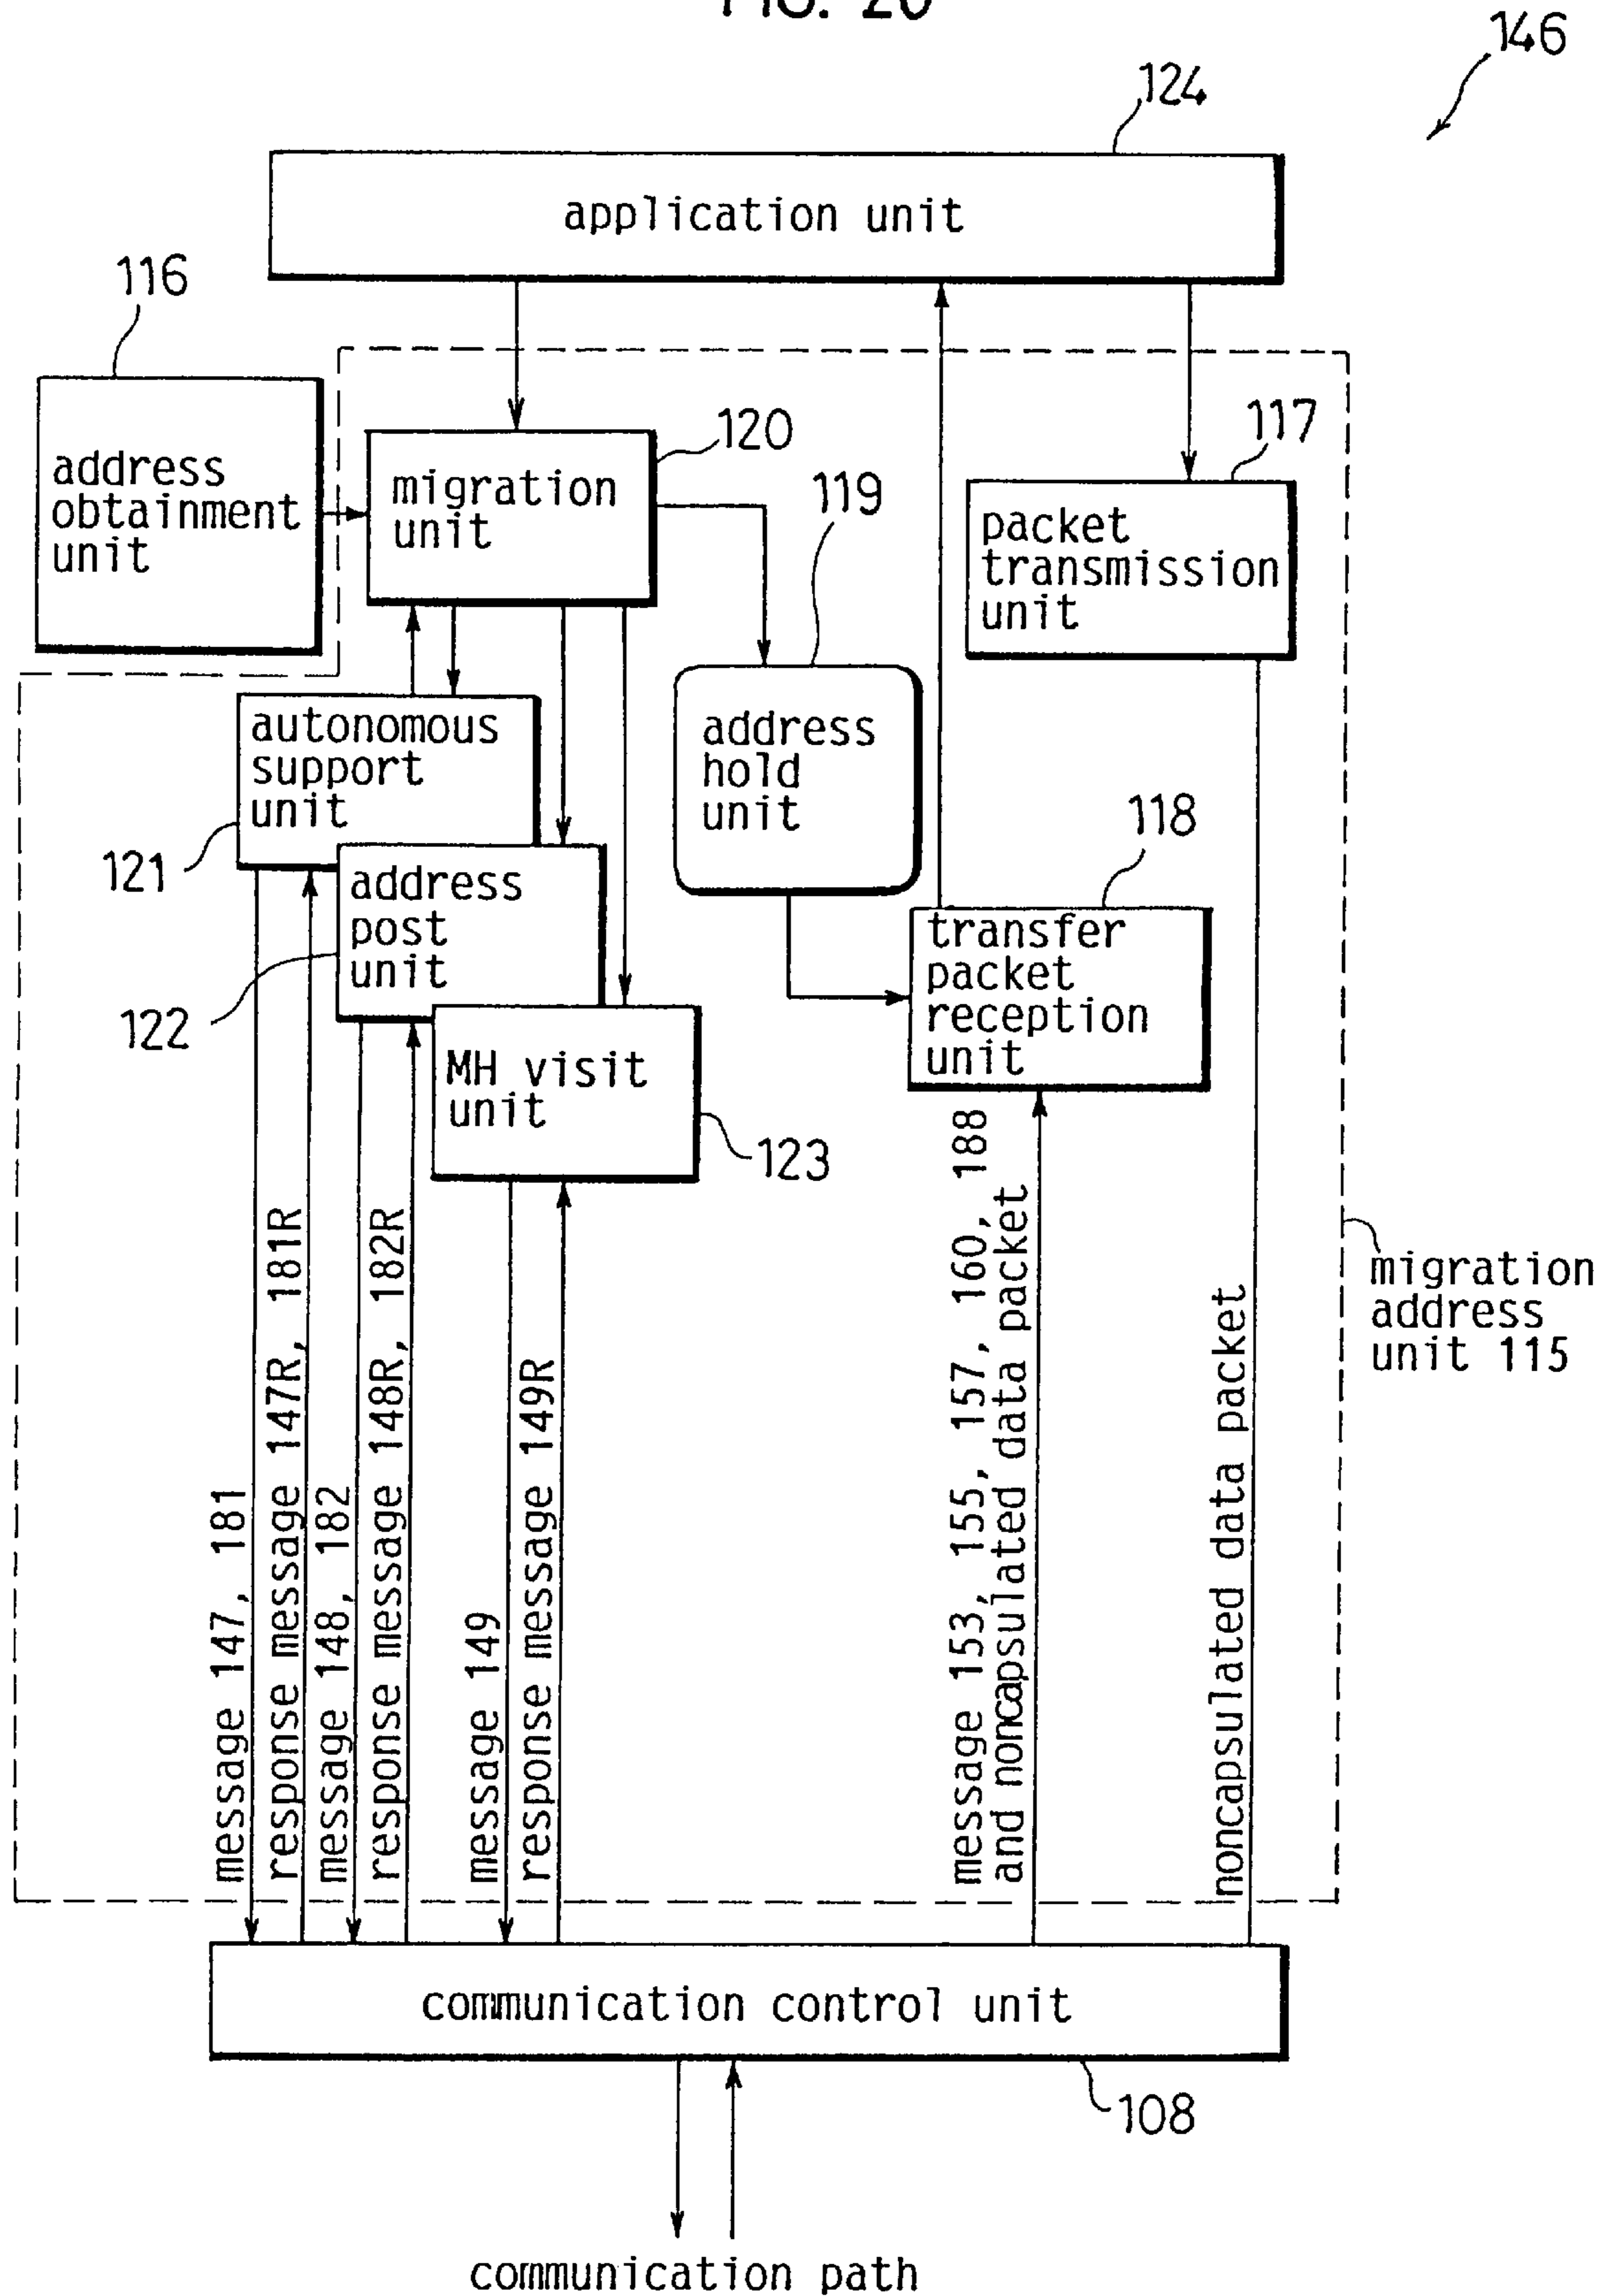 FIG. 20
146
124
application unit
116
address
obtainment
unit
120
migration
unit
119
117
packet
transmission
unit
autonomous
support
unit
address
hold
unit
121
118
address
post
unit
122
transfer
packet
reception
unit
MH visit
unit
123
message 147, 181
response message 147R, 181R
message 148, 182
response message 148R, 182R
message 149
response message 149R
message 153, 155, 157, 160, 188
and noncapsulated data packet
noncapsulated data packet
migration
address
unit 115
communication control unit
108
communication path